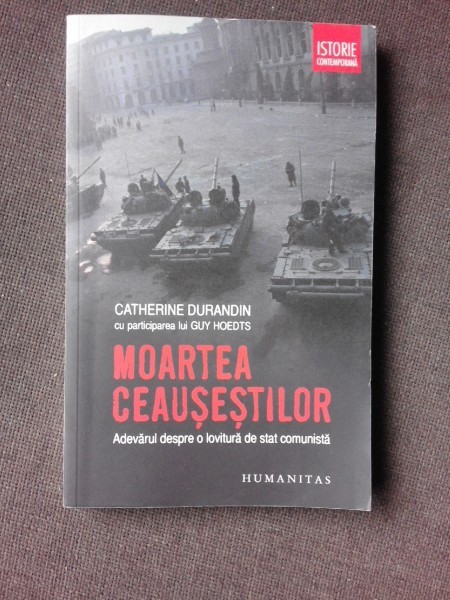 ISTORIE
CONTEMPORANĂ
CATHERINE DURANDIN
cu participarea lui GUY HOEDTS
MOARTEA
CEAUȘEȘTILOR
Adevărul despre o lovitură de stat comunistă
HUMANITAS